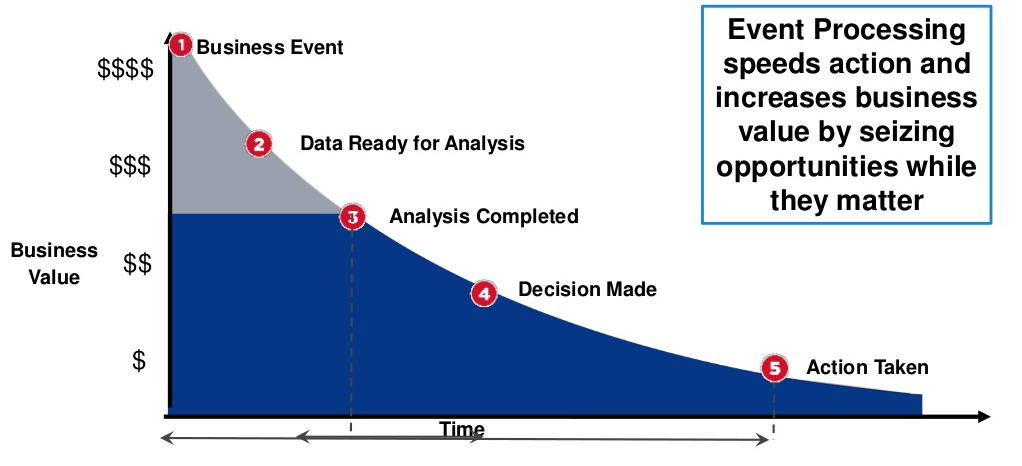 Event Processing
speeds action and
increases business
value by seizing
opportunities while
they matter
1 Business Event
$$$$
2 Data Ready for Analysis
$$$
3 Analysis Completed
Business
Value
$$
4 Decision Made
$
5 Action Taken
Time